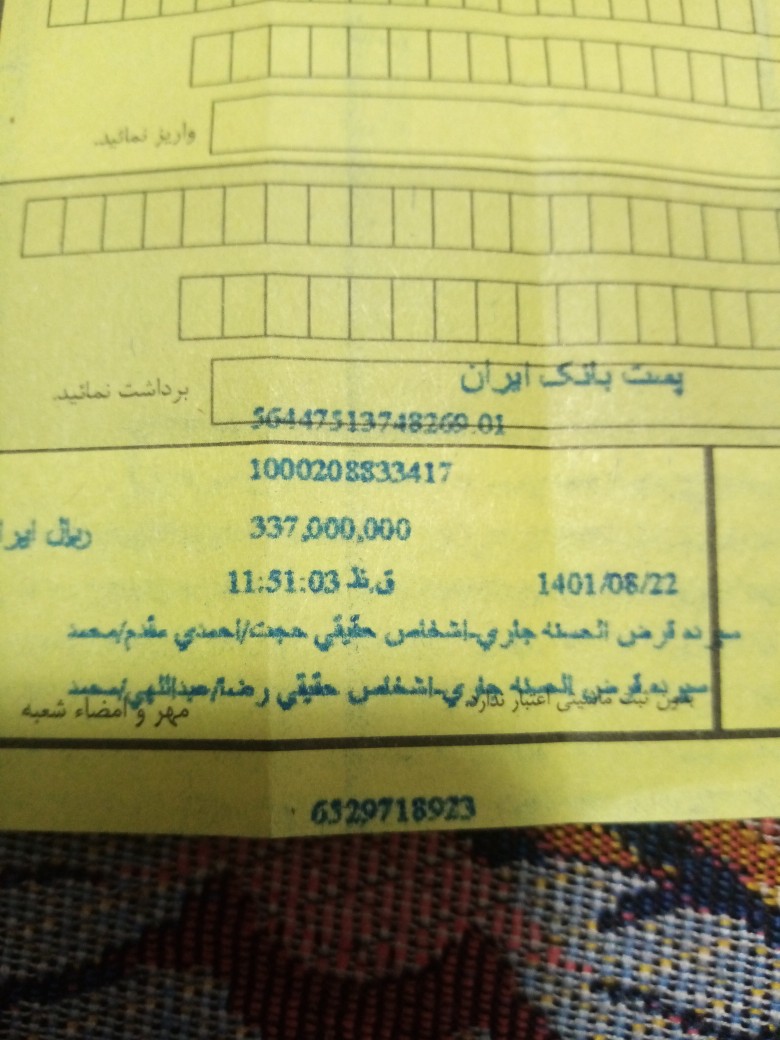 واریز نمائید.
پست بانک ایران
برداشت نمائید.
56447513748269.01
1000208833417
337,000,000 ریال ایرا
1401/08/22 ق.ظ 11:51:03
سپرده قرض الحسنه جاري-اشخاص حقيقي حجت/احمدي مقدم/محمد
سپرده قرض الحسنه جاري-اشخاص حقيقي رضا/عبداللهي/محمد
بدون ثبت ماشینی اعتبار ندارد.
مهر و امضاء شعبه
6529718923